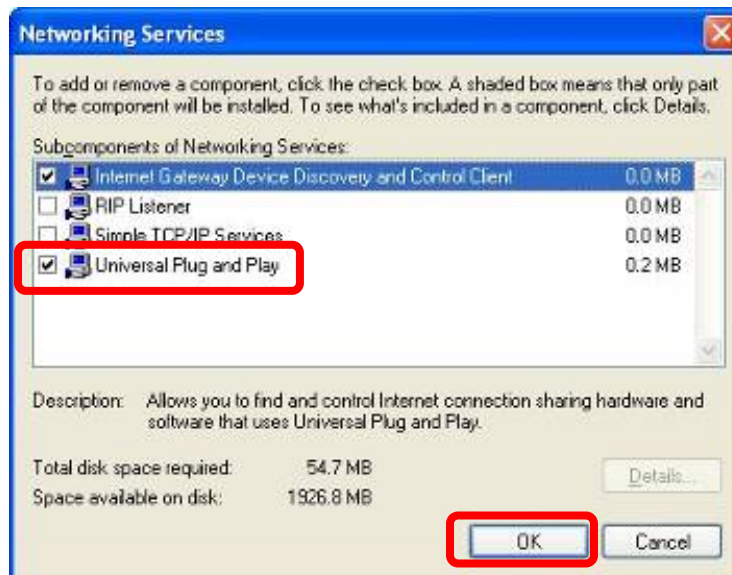 Networking Services
To add or remove a component, click the check box. A shaded box means that only part
of the component will be installed. To see what's included in a component, click Details.
Subcomponents of Networking Services:
Internet Gateway Device Discovery and Control Client 0.0 MB
RIP Listener 0.0 MB
Simple TCP/IP Services 0.0 MB
Universal Plug and Play 0.2 MB
Description: Allows you to find and control Internet connection sharing hardware and
software that uses Universal Plug and Play.
Total disk space required: 54.7 MB
Space available on disk: 1926.8 MB
Details...
OK Cancel